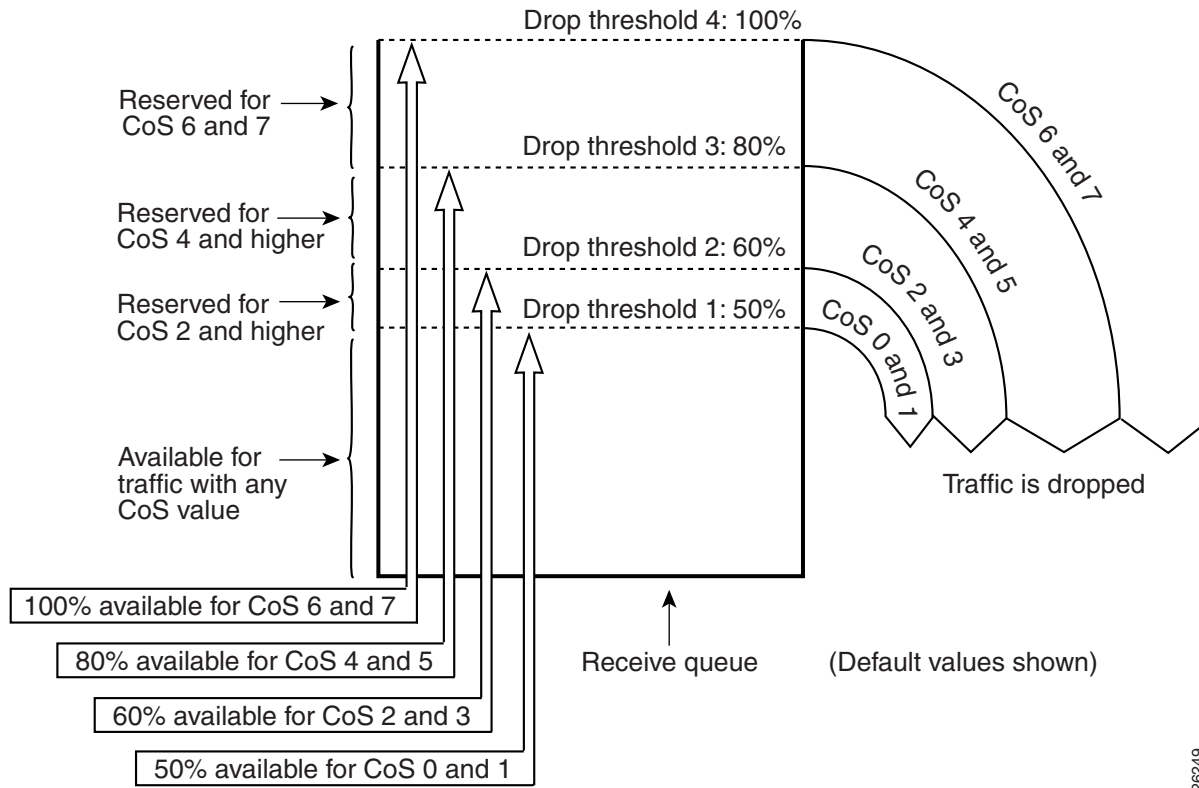 Drop threshold 4: 100%
Reserved for
CoS 6 and 7
CoS 6 and 7
Drop threshold 3: 80%
Reserved for
CoS 4 and higher
CoS 4 and 5
Drop threshold 2: 60%
Reserved for
CoS 2 and higher
CoS 2 and 3
Drop threshold 1: 50%
CoS 0 and 1
Available for
traffic with any
CoS value
Traffic is dropped
100% available for CoS 6 and 7
80% available for CoS 4 and 5
Receive queue
(Default values shown)
60% available for CoS 2 and 3
50% available for CoS 0 and 1